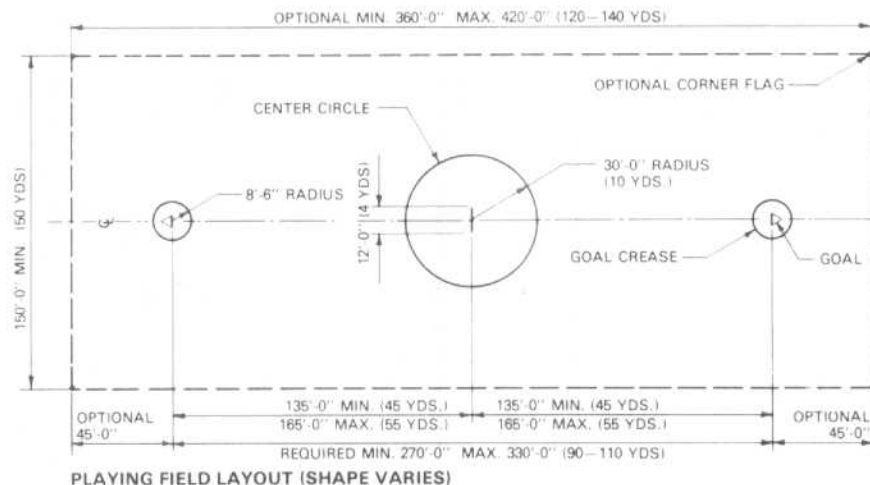 OPTIONAL MIN. 360'-0" MAX. 420'-0" (120—140 YDS)
OPTIONAL CORNER FLAG
CENTER CIRCLE
30'-0" RADIUS
(10 YDS.)
8'-6" RADIUS
150'-0" MIN (50 YDS)
12'-0" (4 YDS)
℄
GOAL CREASE
GOAL
135'-0" MIN. (45 YDS.)
135'-0" MIN. (45 YDS.)
OPTIONAL
45'-0"
165'-0" MAX. (55 YDS.)
165'-0" MAX. (55 YDS.)
OPTIONAL
45'-0"
REQUIRED MIN. 270'-0" MAX. 330'-0" (90—110 YDS)
PLAYING FIELD LAYOUT (SHAPE VARIES)